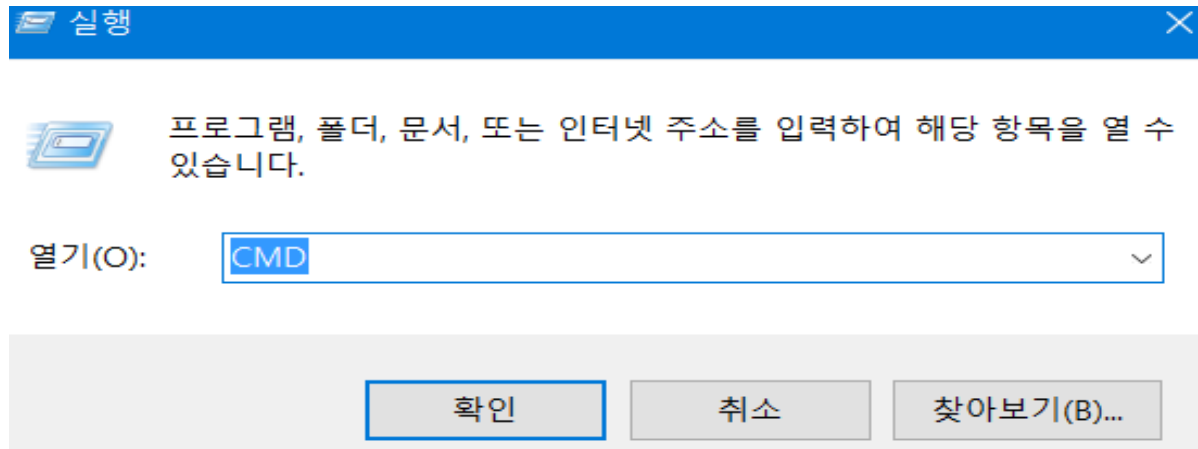 실행
프로그램, 폴더, 문서, 또는 인터넷 주소를 입력하여 해당 항목을 열 수
있습니다.
열기(O): CMD
확인 취소 찾아보기(B)...